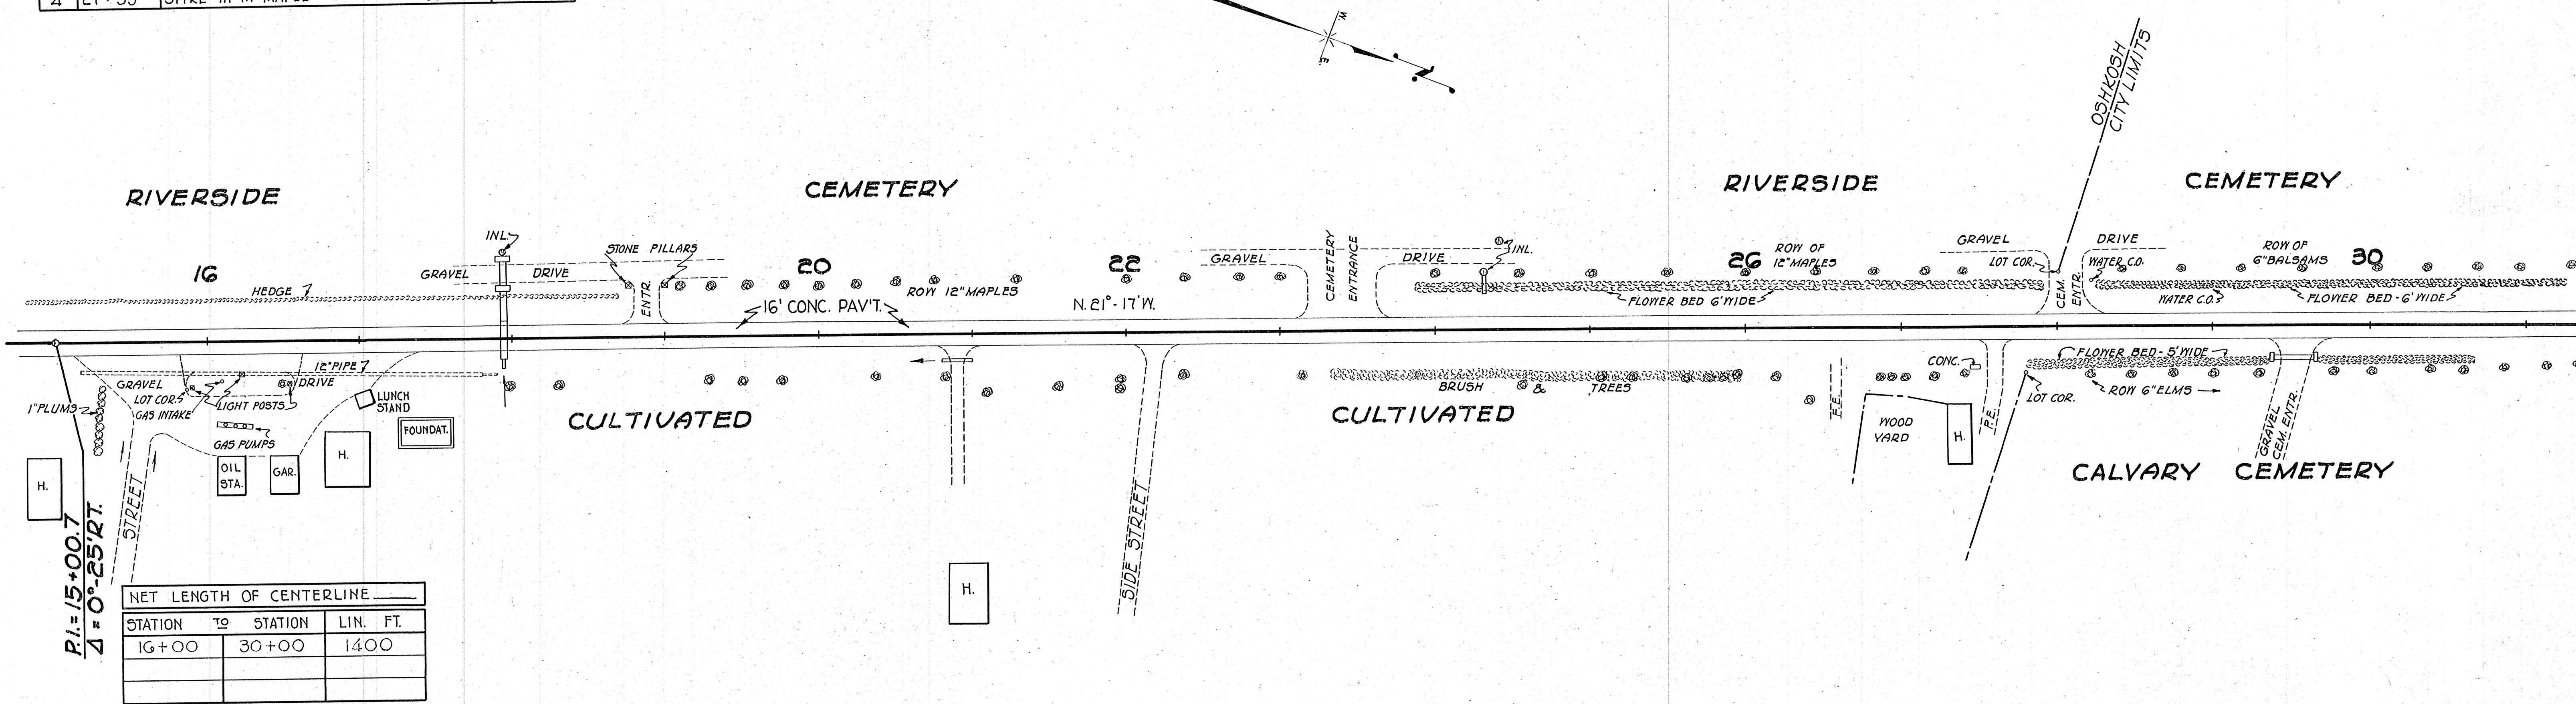 4 21+55
W.
E.
N
OSHKOSH
CITY LIMITS
RIVERSIDE
CEMETERY
RIVERSIDE
CEMETERY
INL.
STONE PILLARS
16
GRAVEL DRIVE
20
22
GRAVEL
CEMETERY
ENTRANCE
DRIVE
INL.
26
ROW OF
12" MAPLES
GRAVEL
LOT COR.
DRIVE
WATER C.O.
ROW OF
6" BALSAMS
30
HEDGE
ENTR.
16' CONC. PAV'T.
ROW 12" MAPLES
N. 21°-17' W.
FLOWER BED 6' WIDE
CEM.
ENTR.
WATER C.O.
FLOWER BED - 6' WIDE
12" PIPE
GRAVEL
DRIVE
LOT COR.
GAS INTAKE
LIGHT POSTS
1" PLUMS
LUNCH
STAND
GAS PUMPS
FOUNDAT.
OIL
STA.
GAR.
H.
H.
STREET
P.I. = 15+00.7
Δ = 0°-25' RT.
CULTIVATED
H.
SIDE STREET
BRUSH & TREES
CULTIVATED
F.E.
WOOD
YARD
H.
CONC.
P.E.
FLOWER BED - 5' WIDE
LOT COR.
ROW 6" ELMS
GRAVEL
CEM. ENTR.
CALVARY CEMETERY
NET LENGTH OF CENTERLINE
STATION TO STATION LIN. FT.
16+00 30+00 1400